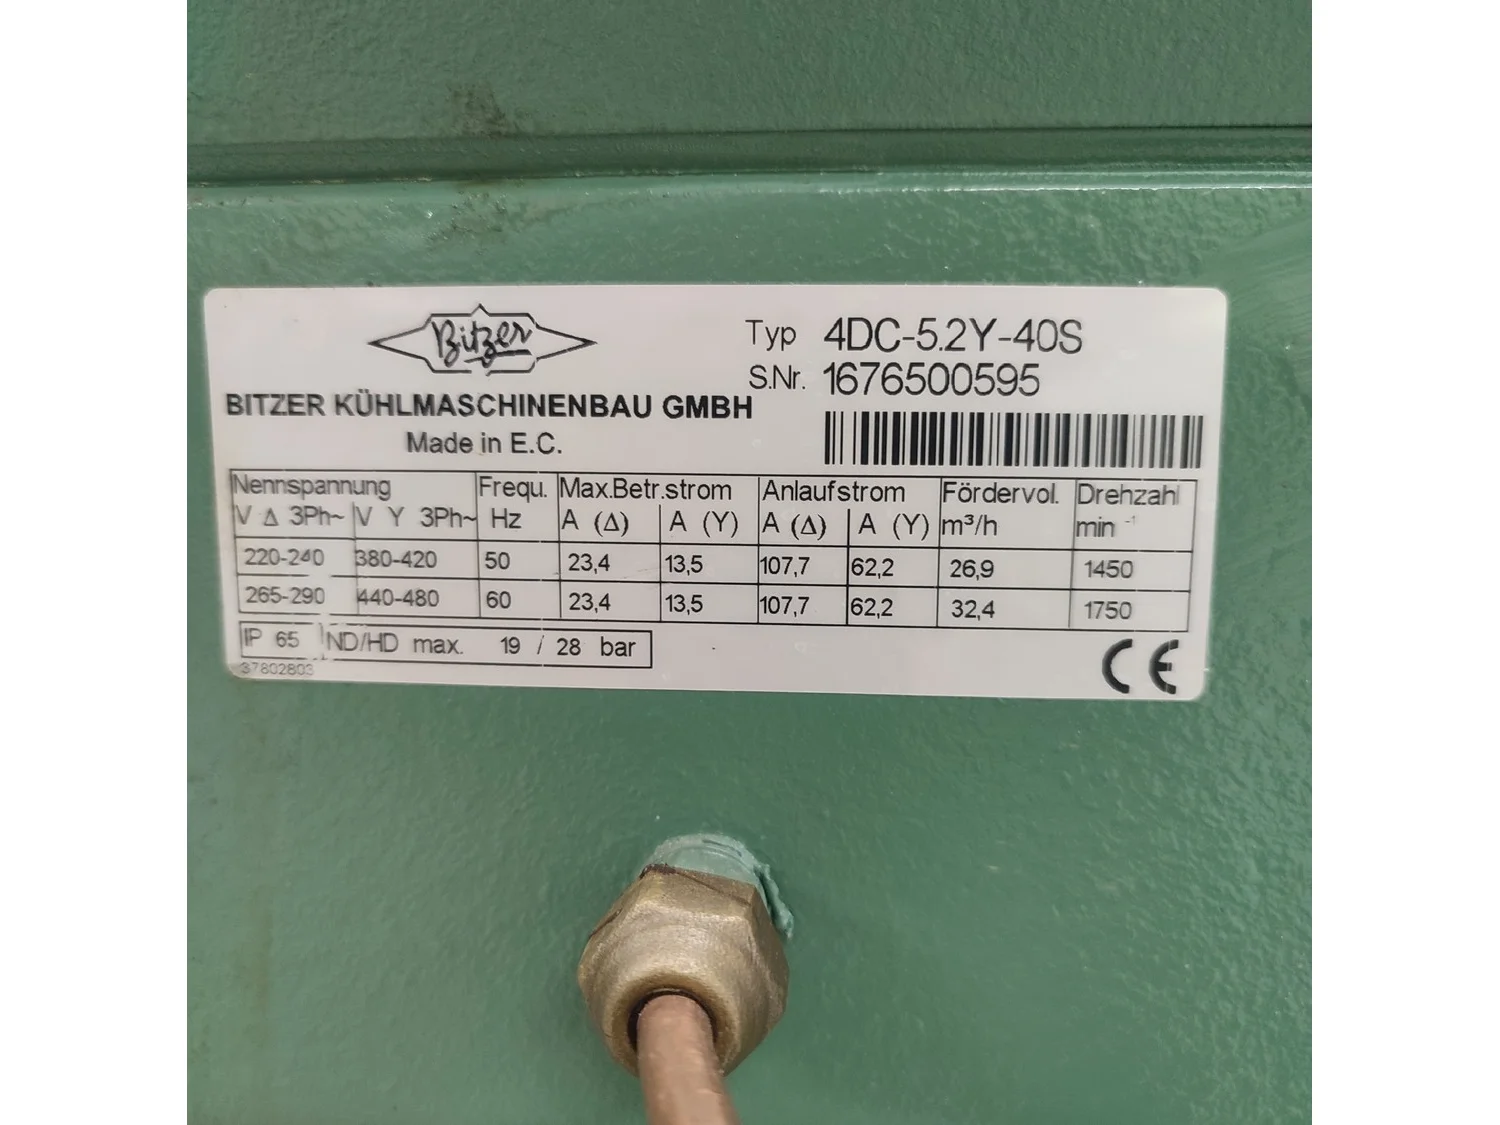 Bitzer
BITZER KÜHLMASCHINENBAU GMBH
Made in E.C.
Typ 4DC-5.2Y-40S
S.Nr. 1676500595
Nennspannung Frequ. Max.Betr.strom Anlaufstrom Fördervol. Drehzahl
V Δ 3Ph~ V Y 3Ph~ Hz A (Δ) A (Y) A (Δ) A (Y) m³/h min⁻¹
220-240 380-420 50 23,4 13,5 107,7 62,2 26,9 1450
265-290 440-480 60 23,4 13,5 107,7 62,2 32,4 1750
IP 65 ND/HD max. 19 / 28 bar
37802803
CE